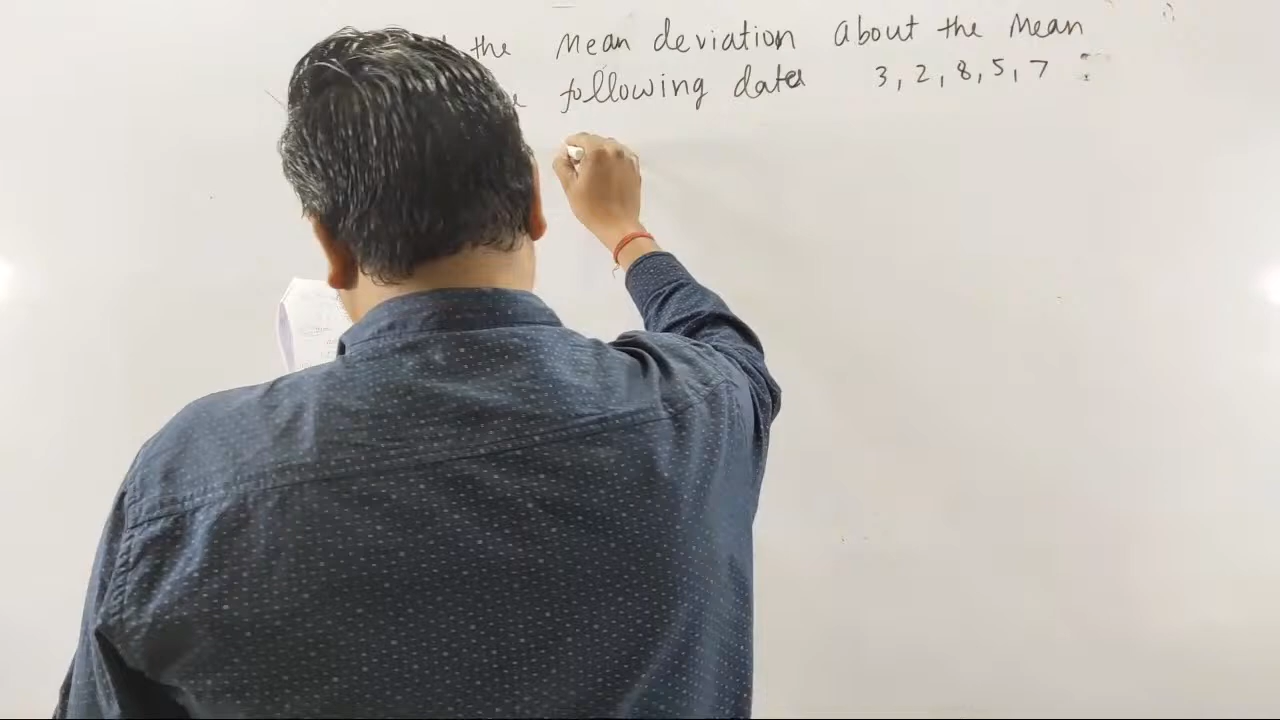 the Mean deviation About the Mean
following data 3, 2, 8, 5, 7